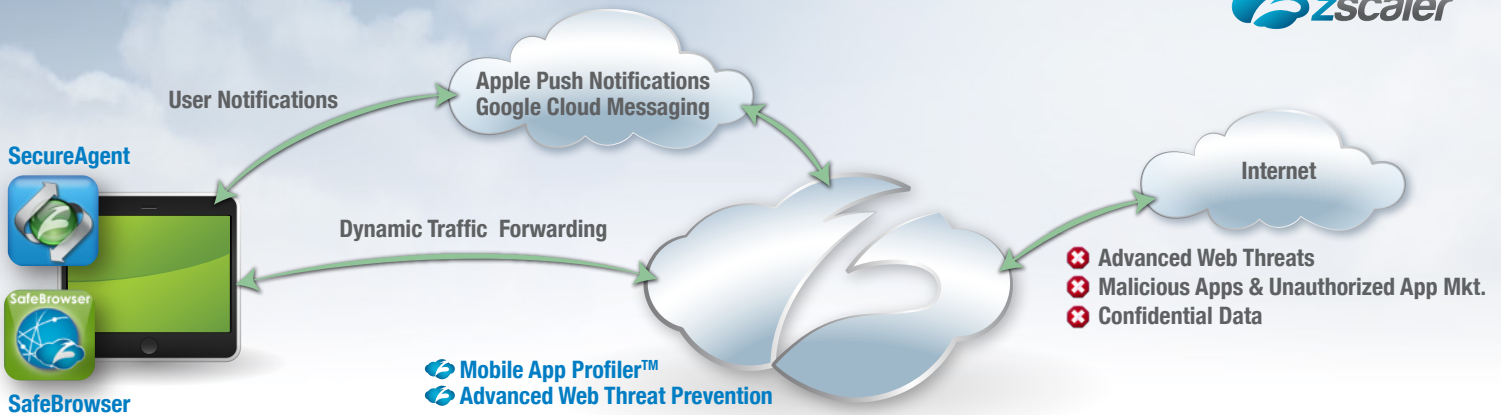 zscaler
Apple Push Notifications
Google Cloud Messaging
User Notifications
SecureAgent
Internet
Dynamic Traffic Forwarding
Advanced Web Threats
Malicious Apps & Unauthorized App Mkt.
Confidential Data
SafeBrowser
Mobile App Profiler™
Advanced Web Threat Prevention
SafeBrowser